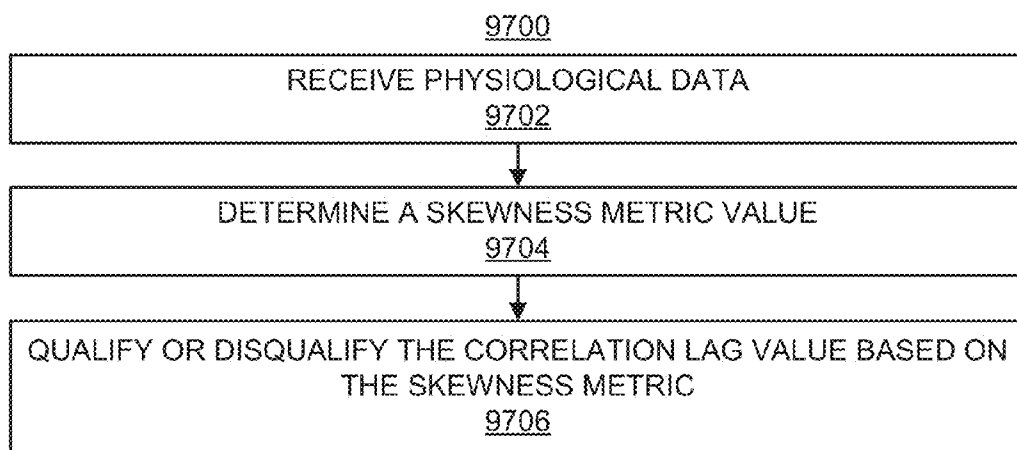 9700
RECEIVE PHYSIOLOGICAL DATA
9702
DETERMINE A SKEWNESS METRIC VALUE
9704
QUALIFY OR DISQUALIFY THE CORRELATION LAG VALUE BASED ON
THE SKEWNESS METRIC
9706